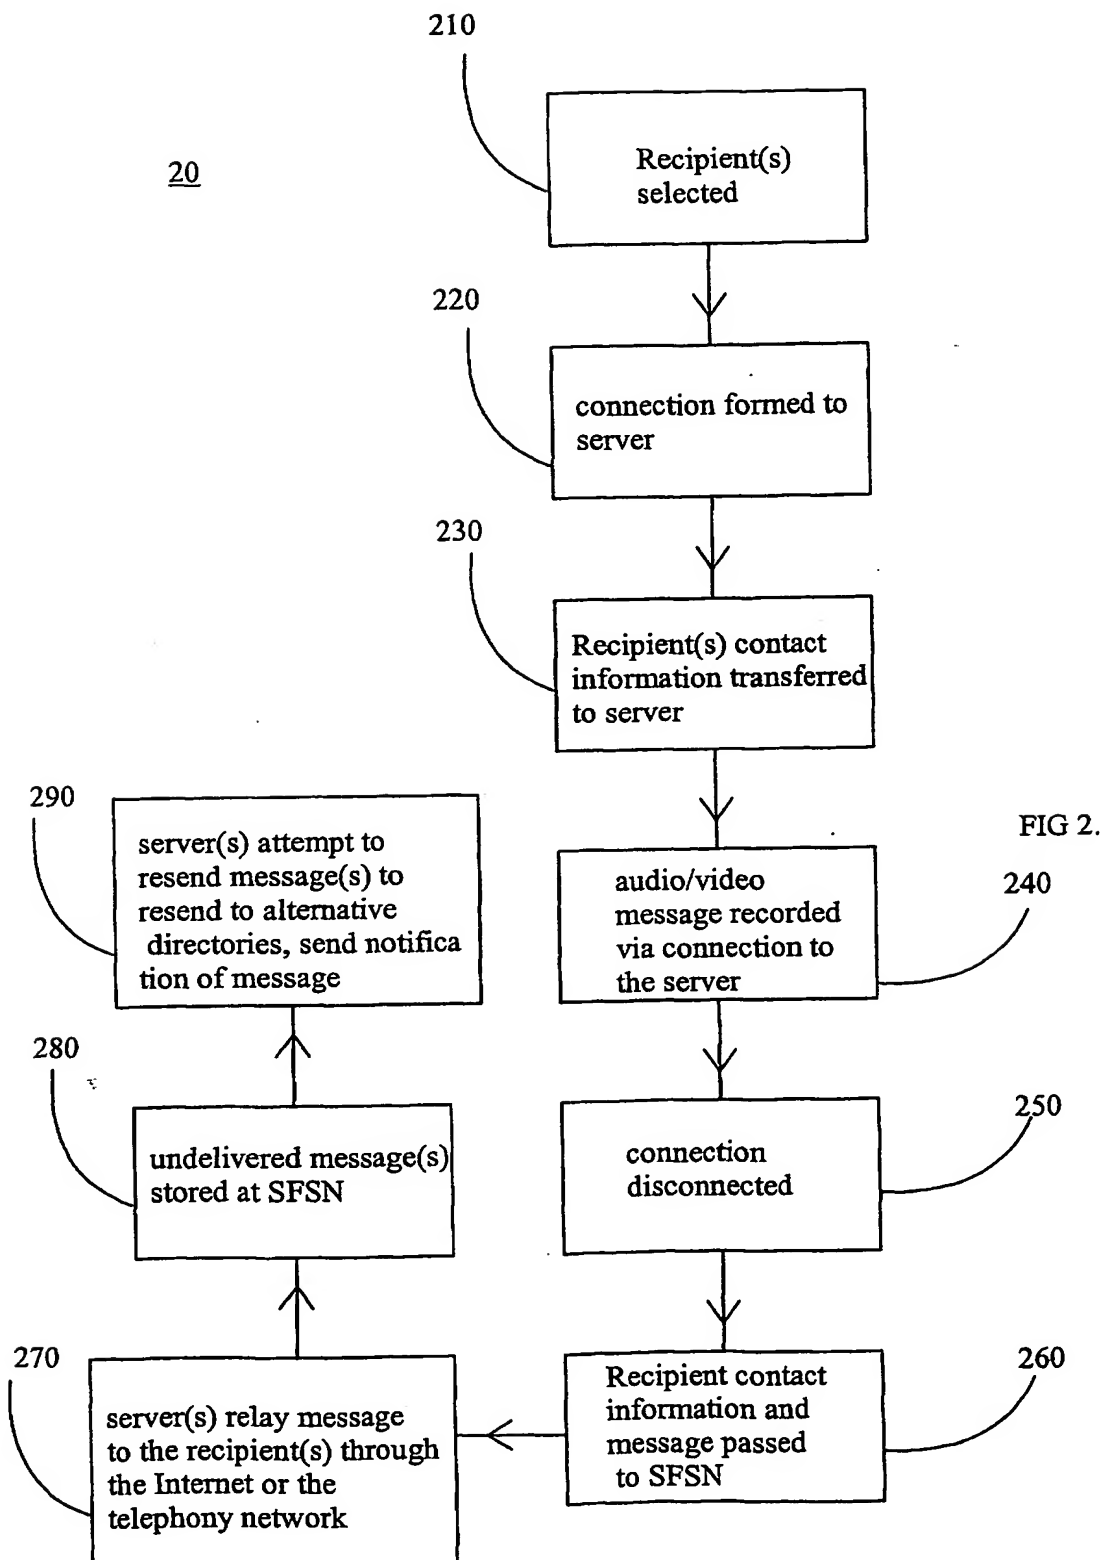 210
20
Recipient(s)
selected
220
connection formed to
server
230
Recipient(s) contact
information transferred
to server
FIG 2.
240
audio/video
message recorded
via connection to
the server
250
connection
disconnected
260
Recipient contact
information and
message passed
to SFSN
270
server(s) relay message
to the recipient(s) through
the Internet or the
telephony network
280
undelivered message(s)
stored at SFSN
290
server(s) attempt to
resend message(s) to
resend to alternative
directories, send notifica
tion of message